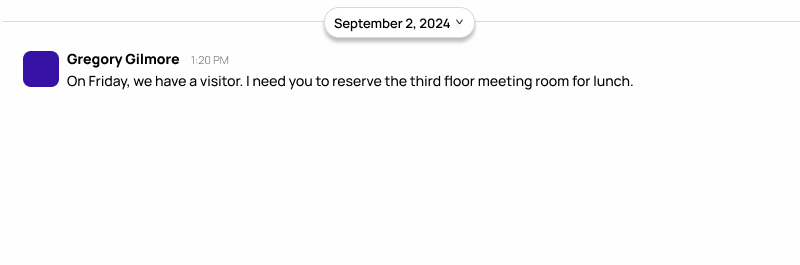 September 2, 2024
Gregory Gilmore 1:20 PM
On Friday, we have a visitor. I need you to reserve the third floor meeting room for lunch.